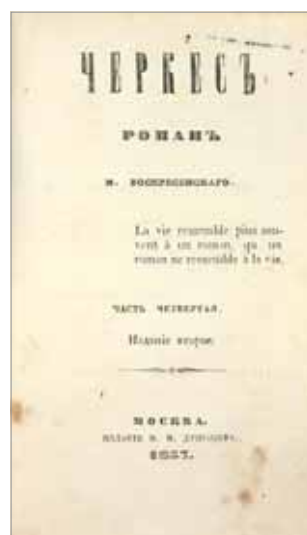 ЧЕРКЕСЪ
РОМАНЪ
М. ВОСКРЕСЕНСКАГО.
La vie ressemble plus sou-
vent à un roman, qu un
roman ne ressemble à la vie.
ЧАСТЬ ЧЕТВЕРТАЯ.
Изданіе второе.
МОСКВА.
ИЗДАНІЕ
1857.